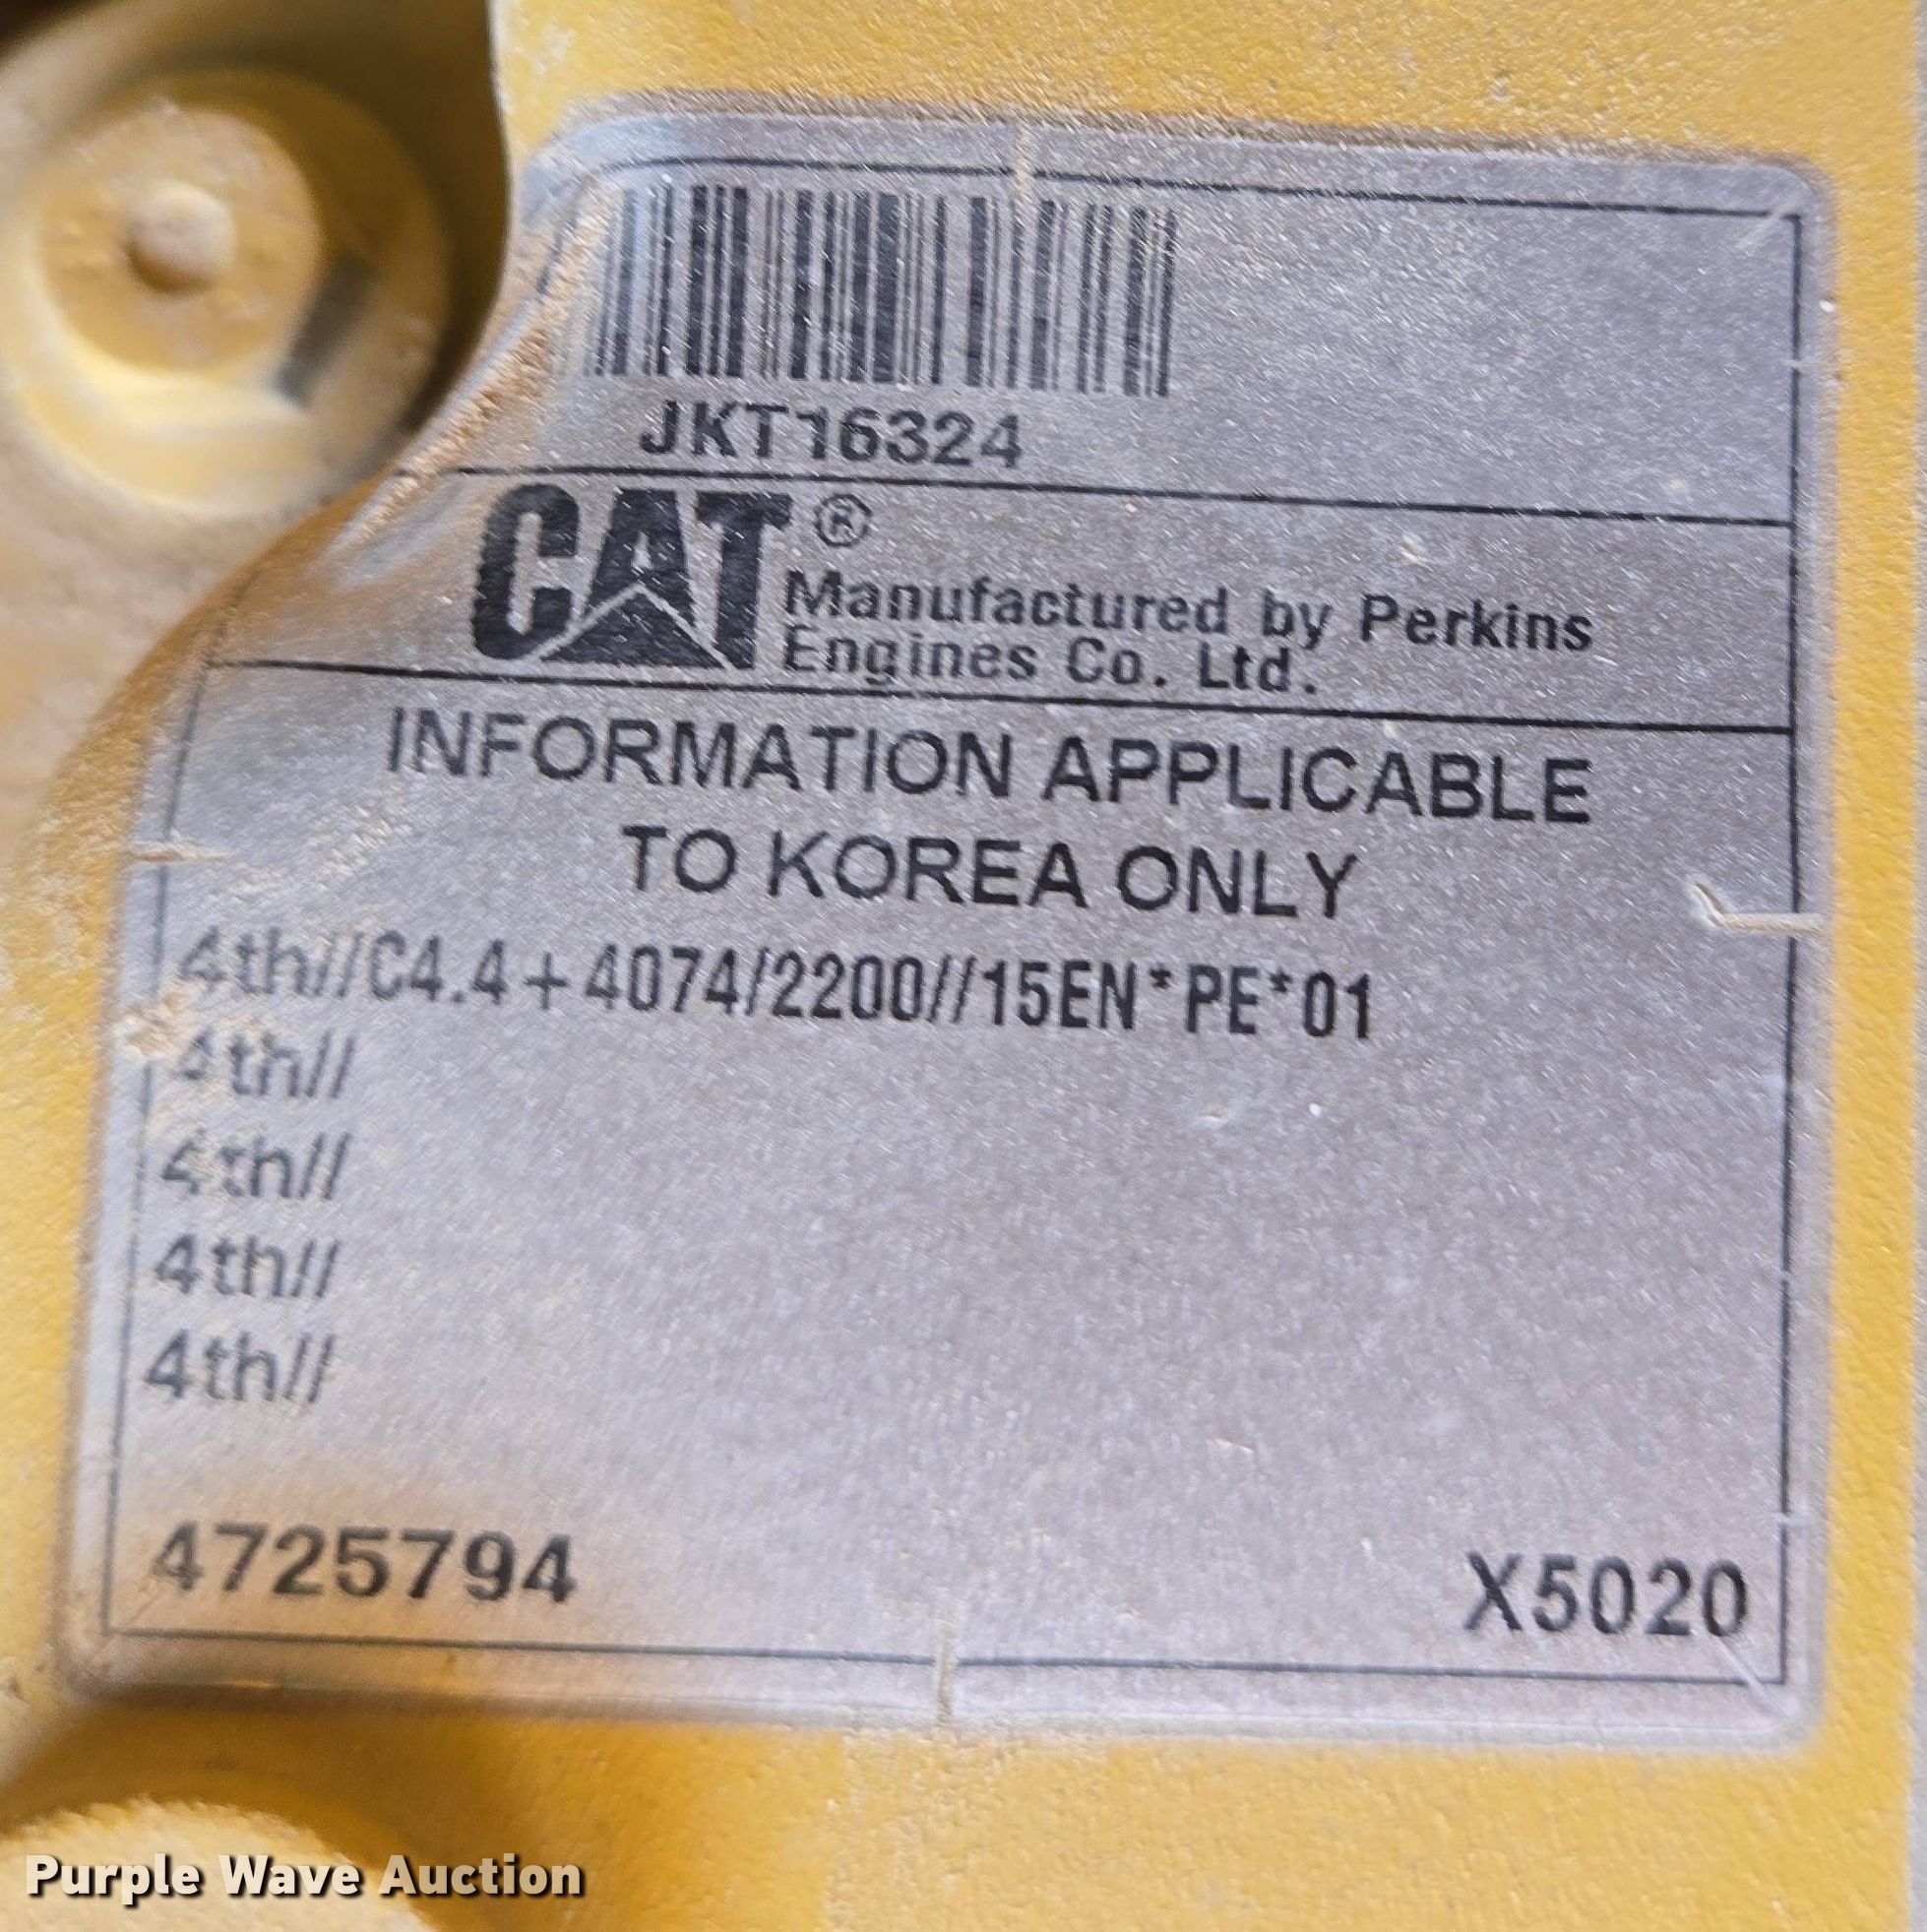 JKT16324
CAT®
Manufactured by Perkins
Engines Co. Ltd.
INFORMATION APPLICABLE
TO KOREA ONLY
4th//C4.4+4074/2200//15EN*PE*01
4th//
4th//
4th//
4th//
4725794 X5020
Purple Wave Auction